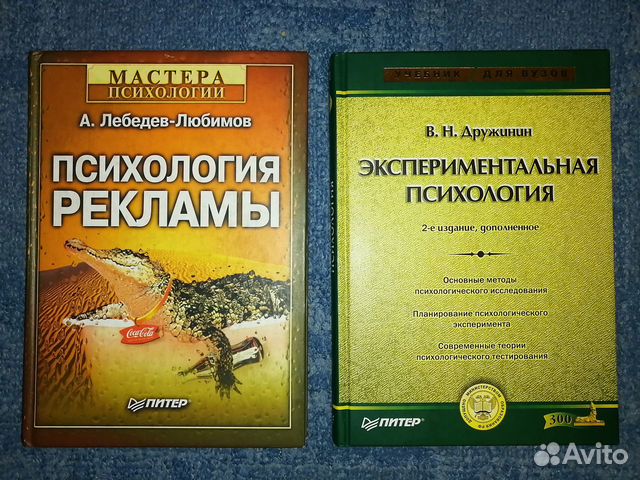 МАСТЕРА
ПСИХОЛОГИИ
А. Лебедев-Любимов
ПСИХОЛОГИЯ
РЕКЛАМЫ
Coca-Cola
ПИТЕР
УЧЕБНИК ДЛЯ ВУЗОВ
В. Н. Дружинин
ЭКСПЕРИМЕНТАЛЬНАЯ
ПСИХОЛОГИЯ
2-е издание, дополненное
Основные методы
психологического исследования
Планирование психологического
эксперимента
Современные теории
психологического тестирования
ПИТЕР
300
Avito